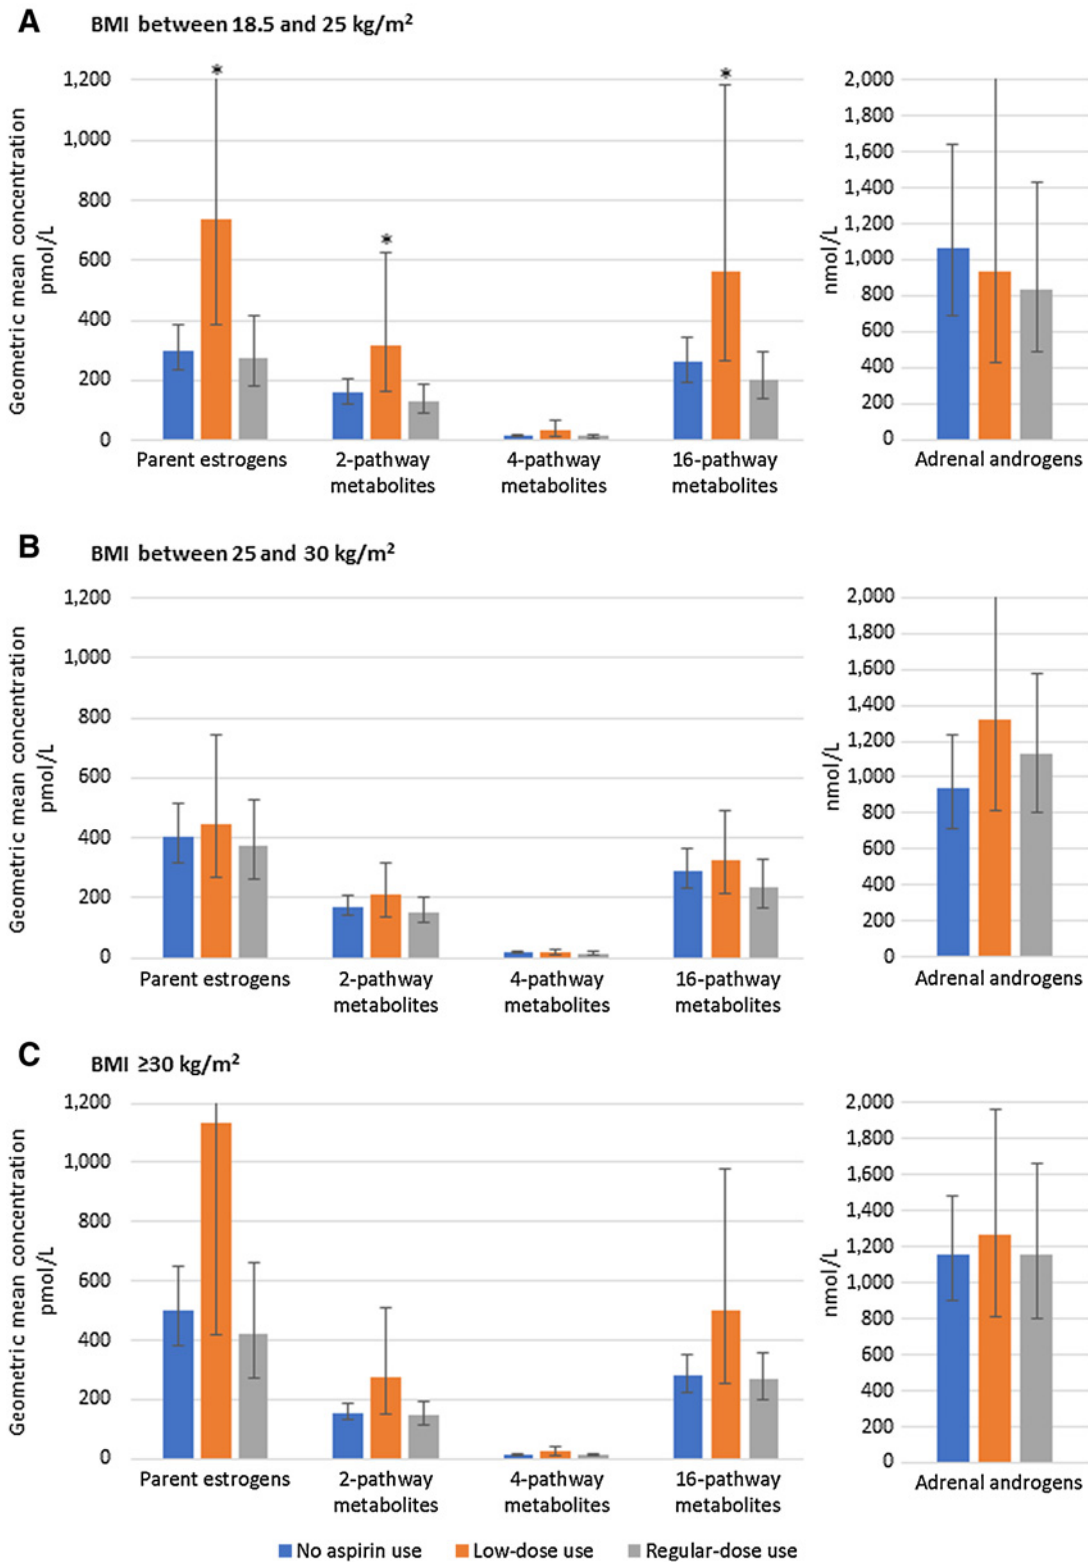 A
BMI between 18.5 and 25 kg/m²
Geometric mean concentration
pmol/L
1,200
1,000
800
600
400
200
0
*
*
*
Parent estrogens
2-pathway
metabolites
4-pathway
metabolites
16-pathway
metabolites
nmol/L
2,000
1,800
1,600
1,400
1,200
1,000
800
600
400
200
0
Adrenal androgens
B
BMI between 25 and 30 kg/m²
Geometric mean concentration
pmol/L
1,200
1,000
800
600
400
200
0
Parent estrogens
2-pathway
metabolites
4-pathway
metabolites
16-pathway
metabolites
nmol/L
2,000
1,800
1,600
1,400
1,200
1,000
800
600
400
200
0
Adrenal androgens
C
BMI ≥30 kg/m²
Geometric mean concentration
pmol/L
1,200
1,000
800
600
400
200
0
Parent estrogens
2-pathway
metabolites
4-pathway
metabolites
16-pathway
metabolites
nmol/L
2,000
1,800
1,600
1,400
1,200
1,000
800
600
400
200
0
Adrenal androgens
No aspirin use
Low-dose use
Regular-dose use